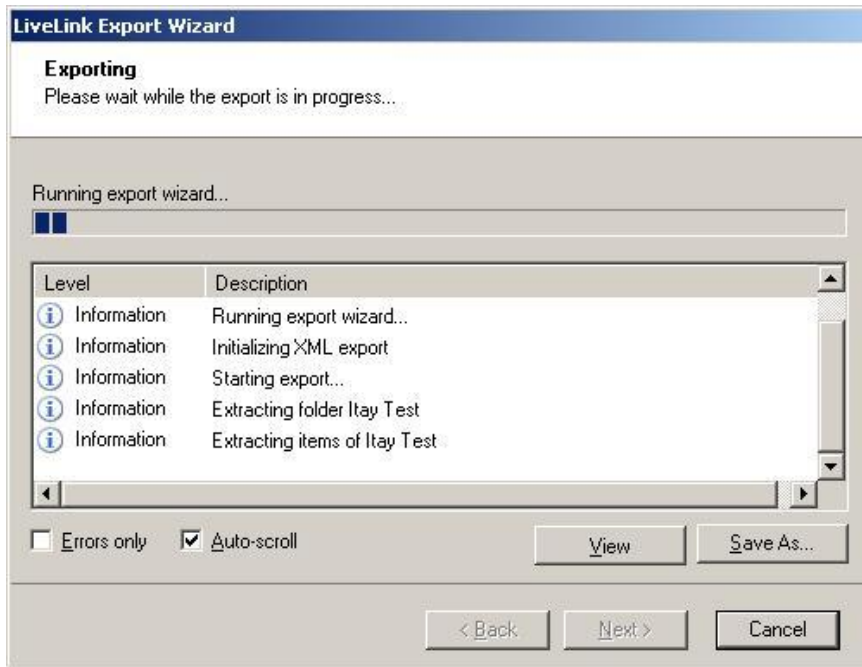 LiveLink Export Wizard
Exporting
Please wait while the export is in progress...
Running export wizard...
Level Description
Information Running export wizard...
Information Initializing XML export
Information Starting export...
Information Extracting folder Itay Test
Information Extracting items of Itay Test
Errors only Auto-scroll View Save As...
< Back Next > Cancel